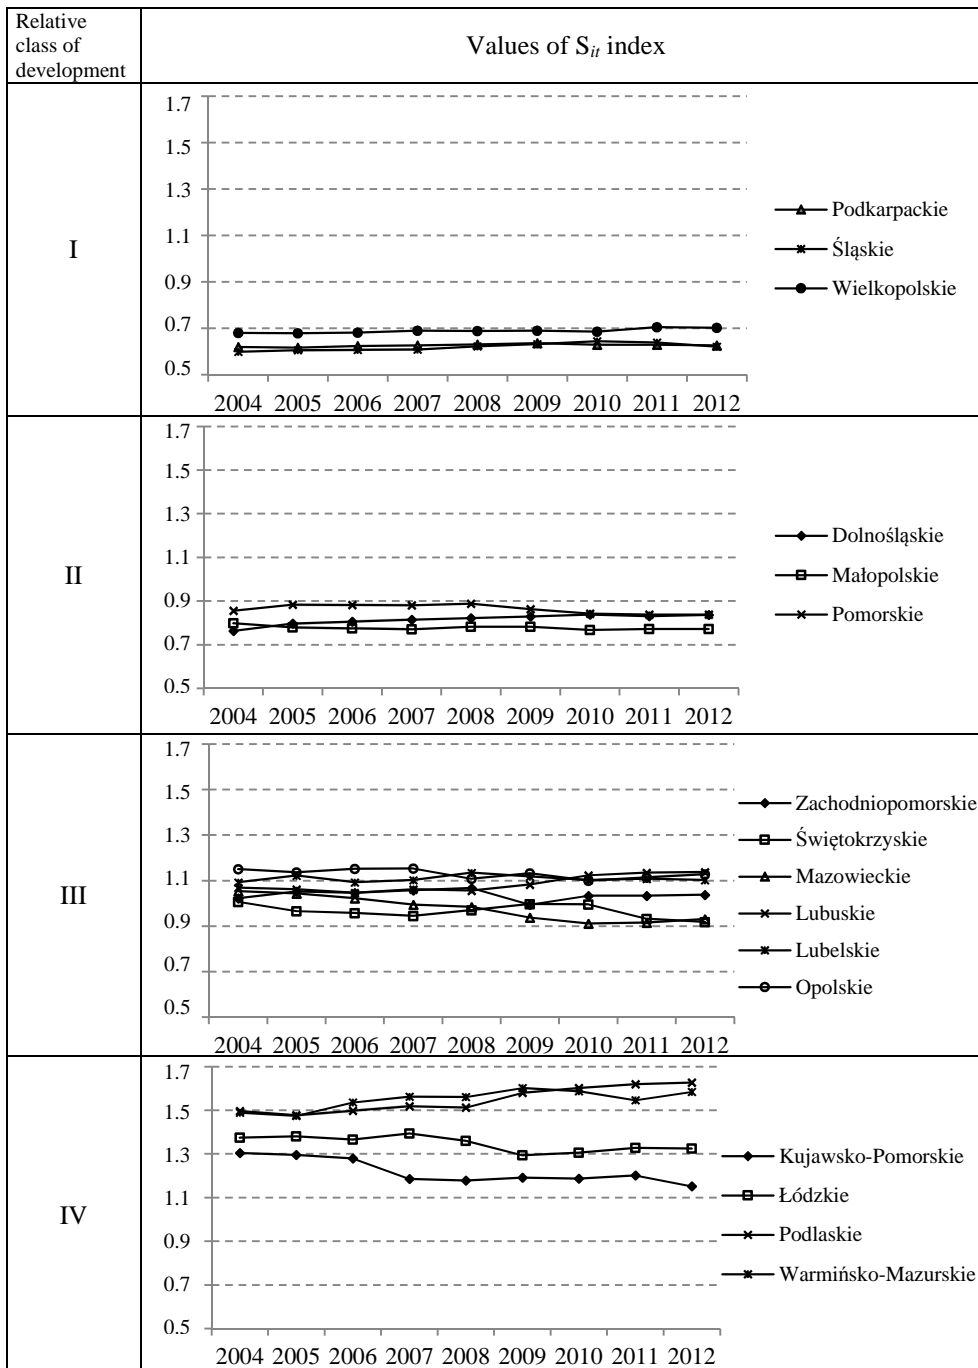 Relative
class of
development
Values of Sit index
I
1.7
1.5
1.3
1.1
0.9
0.7
0.5
2004 2005 2006 2007 2008 2009 2010 2011 2012
Podkarpackie
Śląskie
Wielkopolskie
II
1.7
1.5
1.3
1.1
0.9
0.7
0.5
2004 2005 2006 2007 2008 2009 2010 2011 2012
Dolnośląskie
Małopolskie
Pomorskie
III
1.7
1.5
1.3
1.1
0.9
0.7
0.5
2004 2005 2006 2007 2008 2009 2010 2011 2012
Zachodniopomorskie
Świętokrzyskie
Mazowieckie
Lubuskie
Lubelskie
Opolskie
IV
1.7
1.5
1.3
1.1
0.9
0.7
0.5
2004 2005 2006 2007 2008 2009 2010 2011 2012
Kujawsko-Pomorskie
Łódzkie
Podlaskie
Warmińsko-Mazurskie